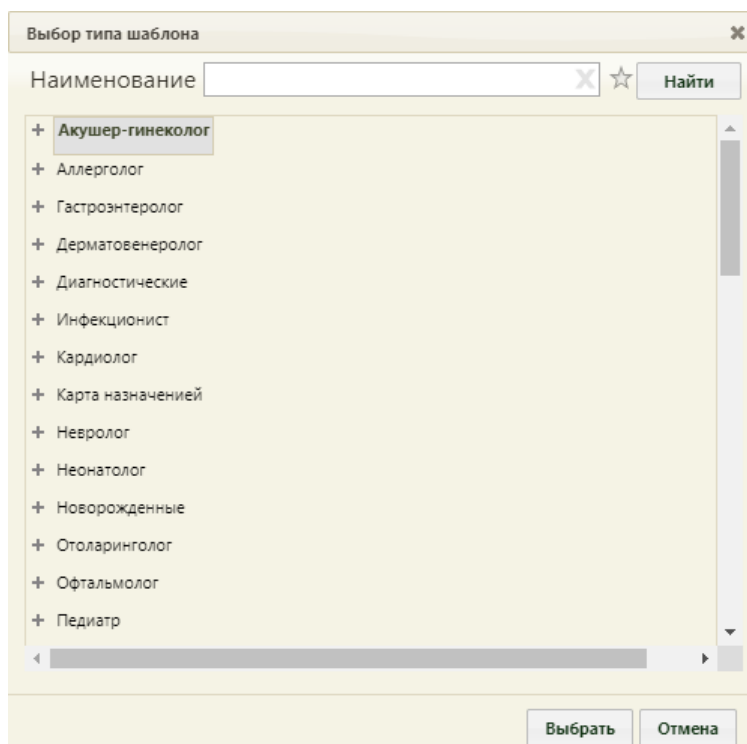 Выбор типа шаблона
Наименование
Найти
Акушер-гинеколог
Аллерголог
Гастроэнтеролог
Дерматовенеролог
Диагностические
Инфекционист
Кардиолог
Карта назначенией
Невролог
Неонатолог
Новорожденные
Отоларинголог
Офтальмолог
Педиатр
Выбрать Отмена